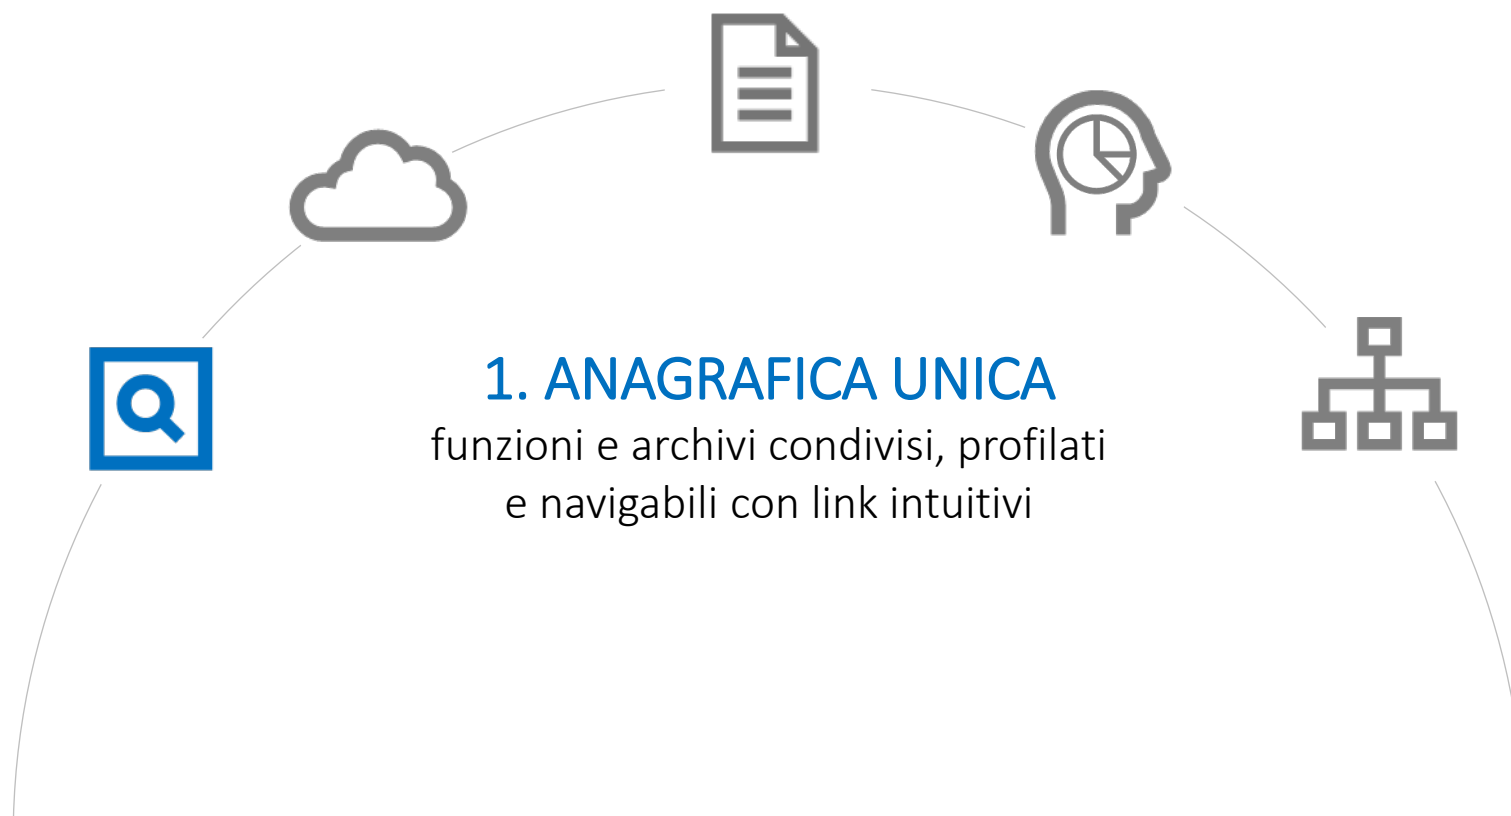 1. ANAGRAFICA UNICA
funzioni e archivi condivisi, profilati
e navigabili con link intuitivi